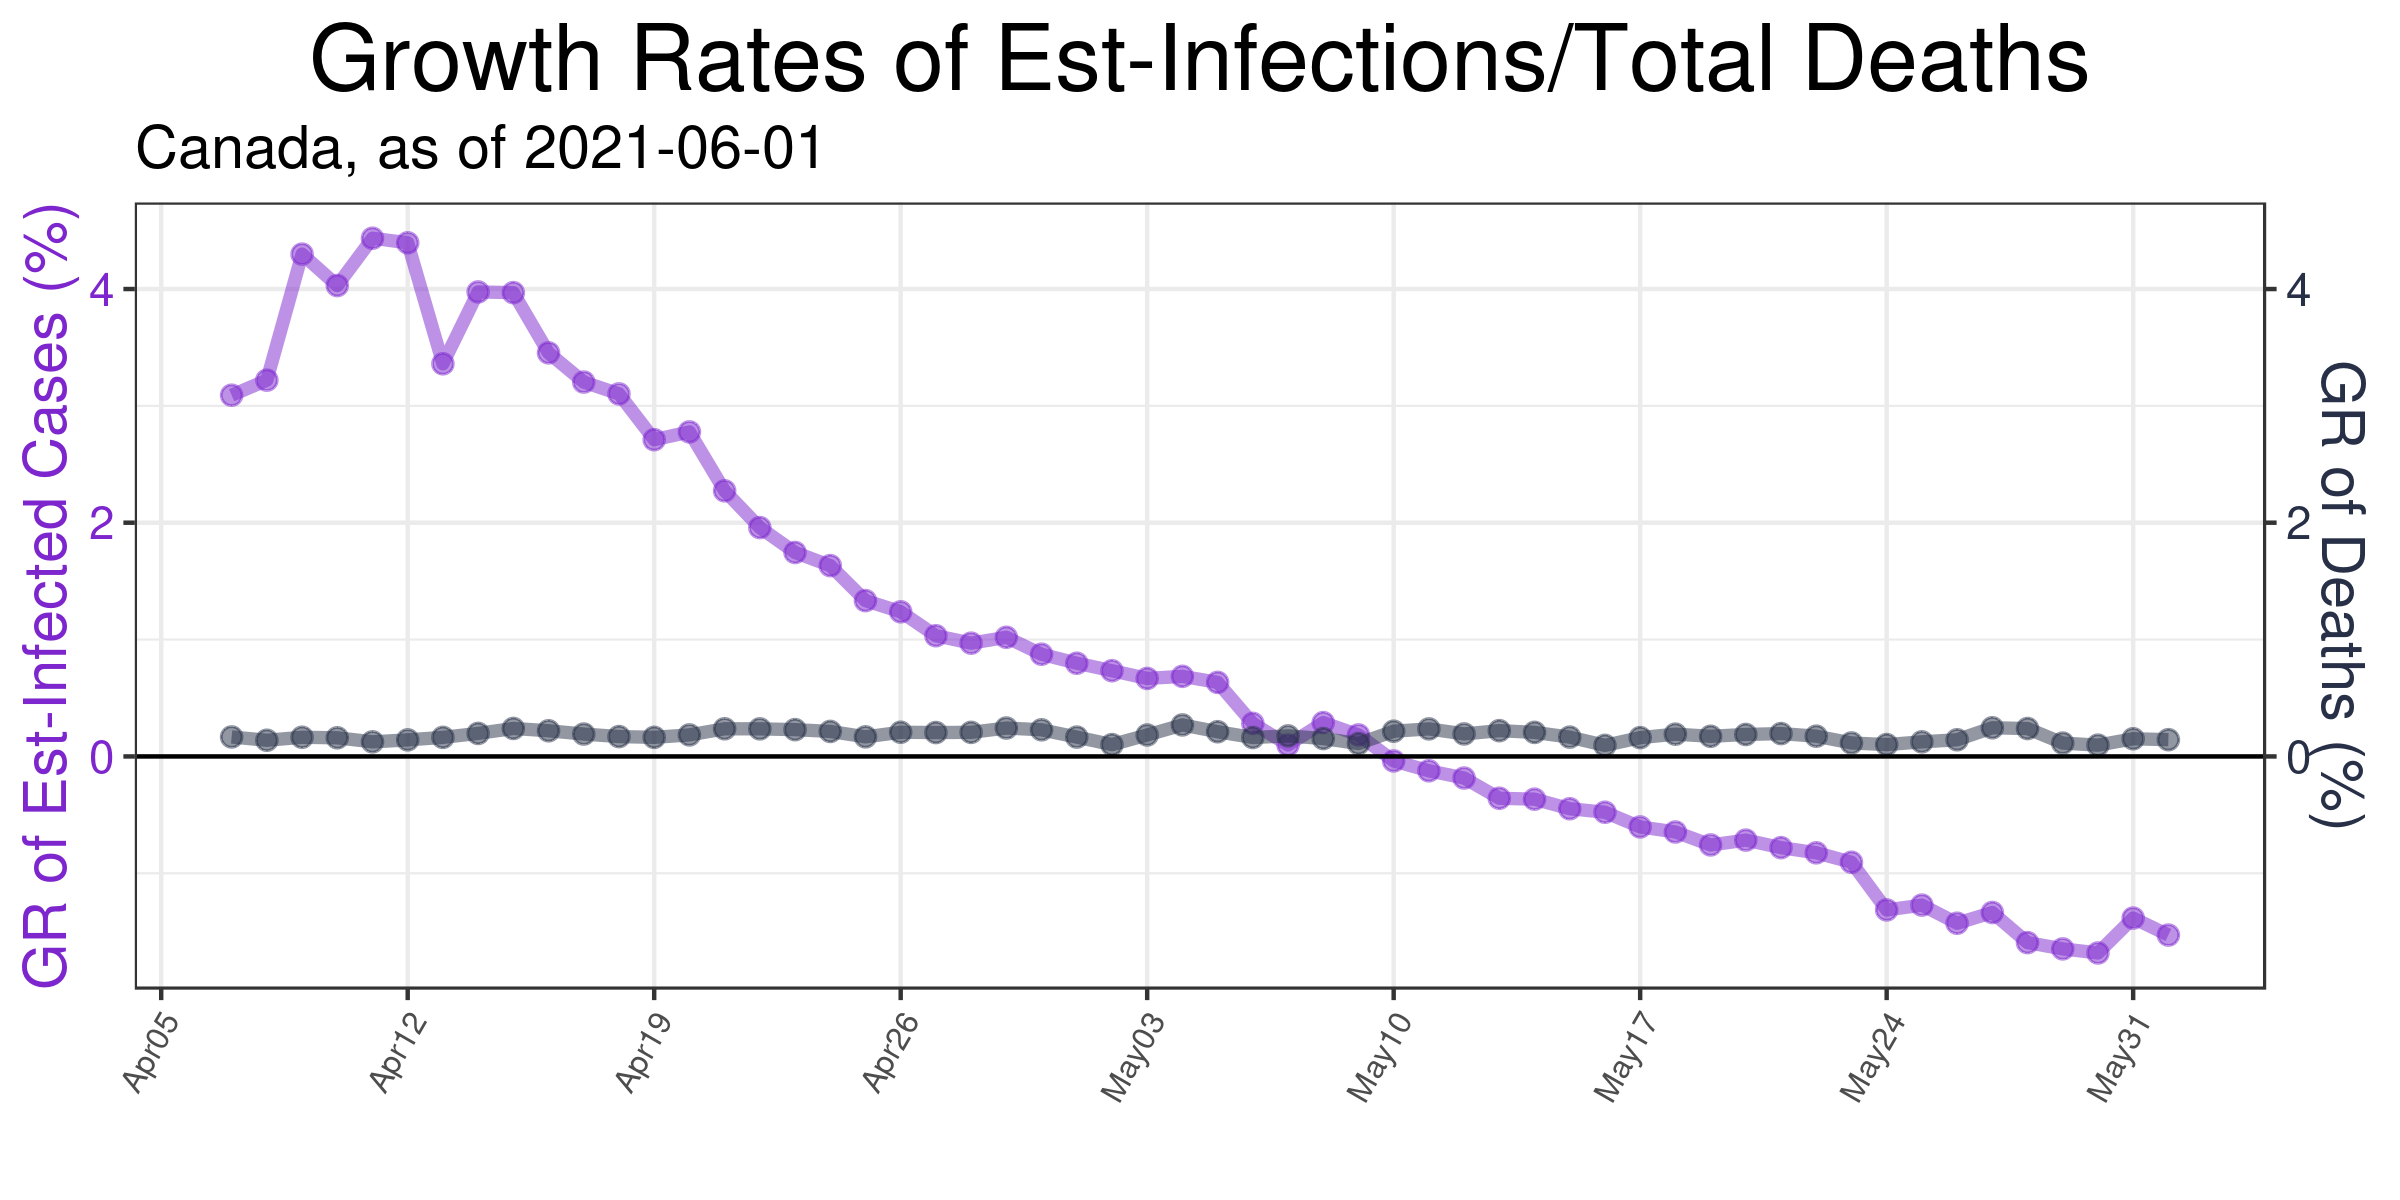 Growth Rates of Est-Infections/Total Deaths
Canada, as of 2021-06-01
GR of Est-Infected Cases (%)
4
2
0
4
2
0
GR of Deaths (%)
Apr05
Apr12
Apr19
Apr26
May03
May10
May17
May24
May31